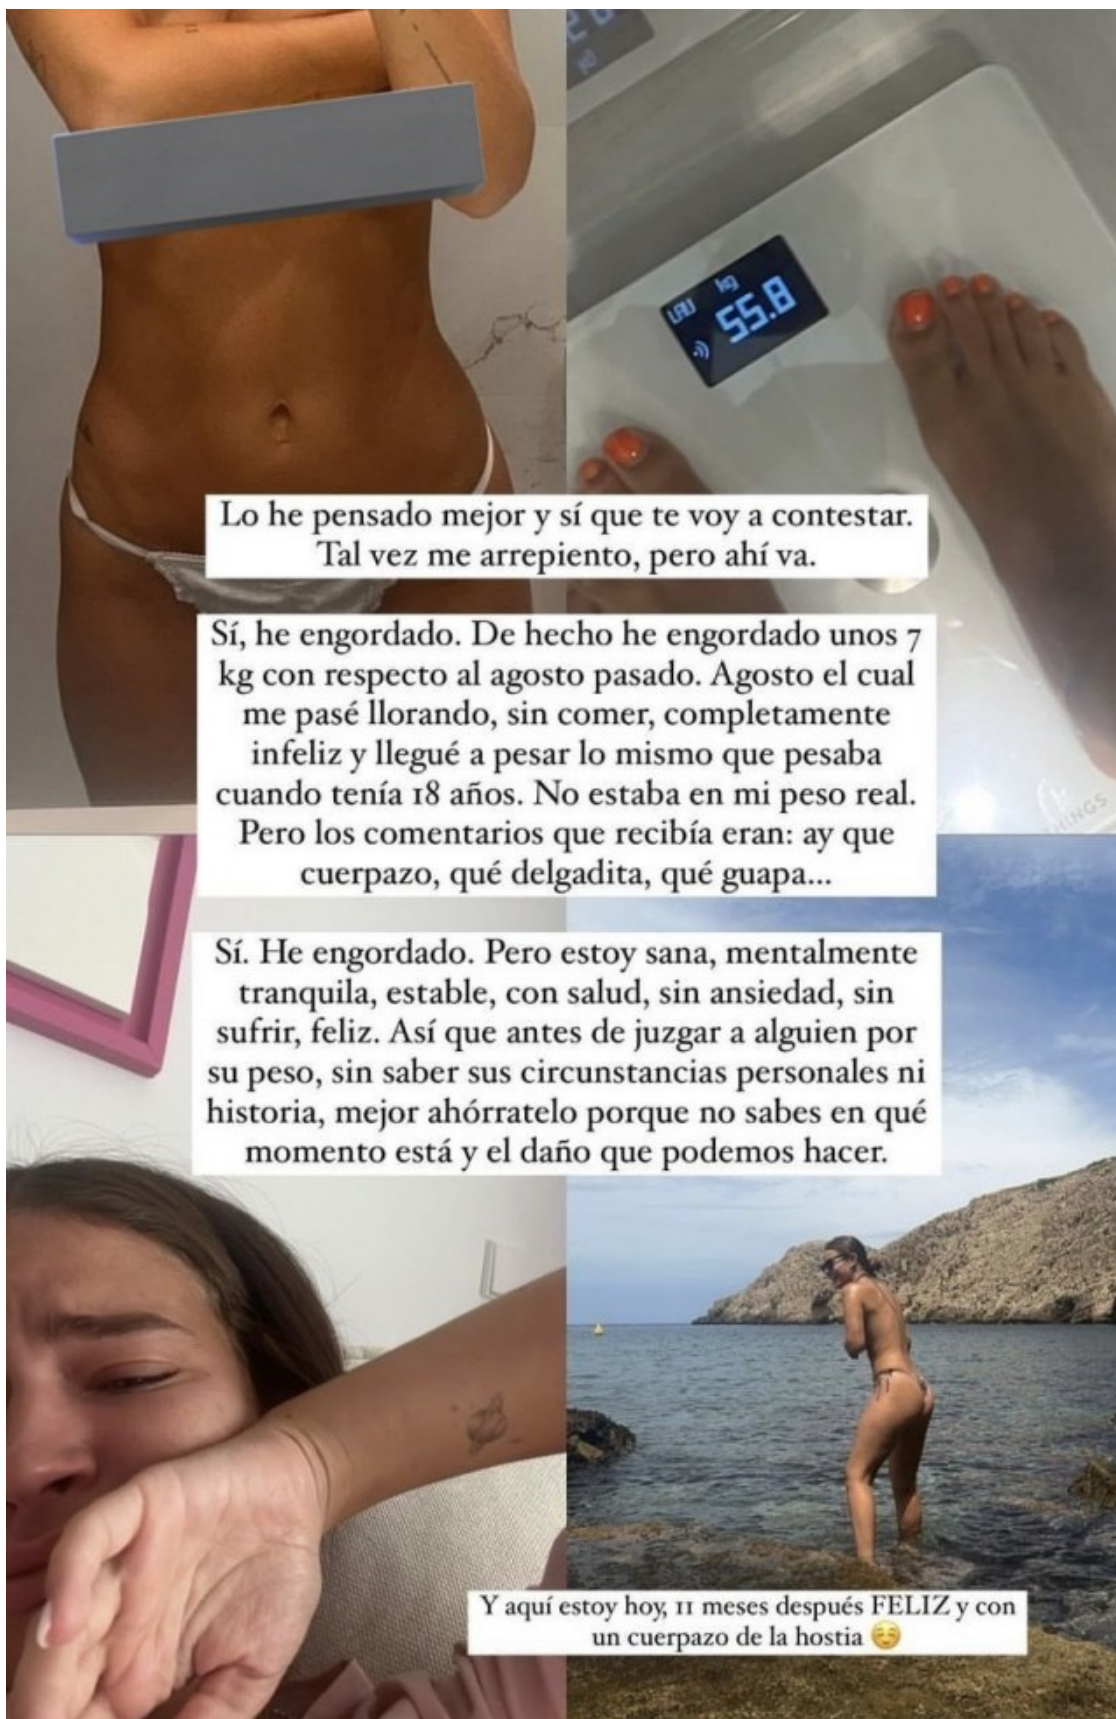 LAU
kg
55.8
Lo he pensado mejor y sí que te voy a contestar.
Tal vez me arrepiento, pero ahí va.
Sí, he engordado. De hecho he engordado unos 7
kg con respecto al agosto pasado. Agosto el cual
me pasé llorando, sin comer, completamente
infeliz y llegué a pesar lo mismo que pesaba
cuando tenía 18 años. No estaba en mi peso real.
Pero los comentarios que recibía eran: ay que
cuerpazo, qué delgadita, qué guapa...
Sí. He engordado. Pero estoy sana, mentalmente
tranquila, estable, con salud, sin ansiedad, sin
sufrir, feliz. Así que antes de juzgar a alguien por
su peso, sin saber sus circunstancias personales ni
historia, mejor ahórratelo porque no sabes en qué
momento está y el daño que podemos hacer.
Y aquí estoy hoy, 11 meses después FELIZ y con
un cuerpazo de la hostia ☺️